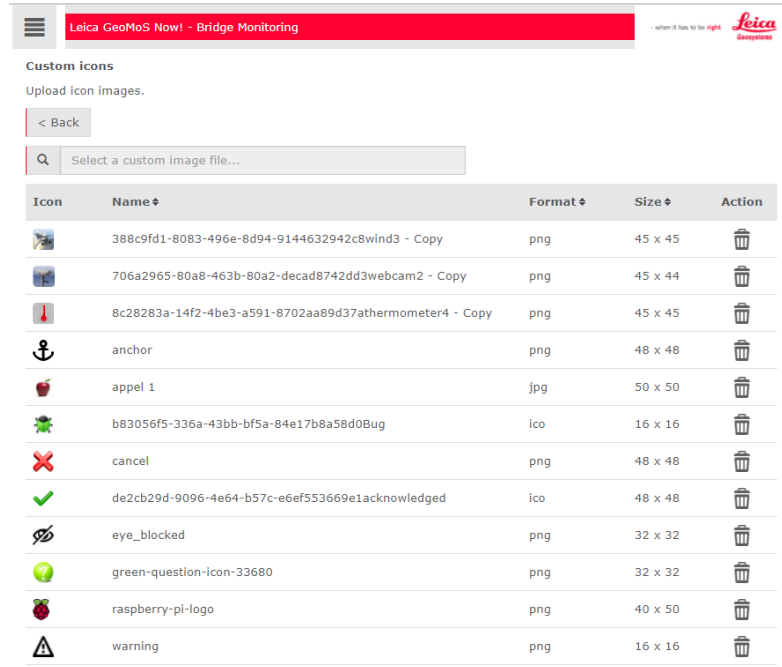 Leica GeoMoS Now! - Bridge Monitoring
- when it has to be right
Leica
Geosystems
Custom icons
Upload icon images.
< Back
Select a custom image file...
Icon Name Format Size Action
388c9fd1-8083-496e-8d94-9144632942c8wind3 - Copy png 45 x 45
706a2965-80a8-463b-80a2-decad8742dd3webcam2 - Copy png 45 x 44
8c28283a-14f2-4be3-a591-8702aa89d37athermometer4 - Copy png 45 x 45
anchor png 48 x 48
appel 1 jpg 50 x 50
b83056f5-336a-43bb-bf5a-84e17b8a58d0Bug ico 16 x 16
cancel png 48 x 48
de2cb29d-9096-4e64-b57c-e6ef553669e1acknowledged ico 48 x 48
eye_blocked png 32 x 32
green-question-icon-33680 png 32 x 32
raspberry-pi-logo png 40 x 50
warning png 16 x 16